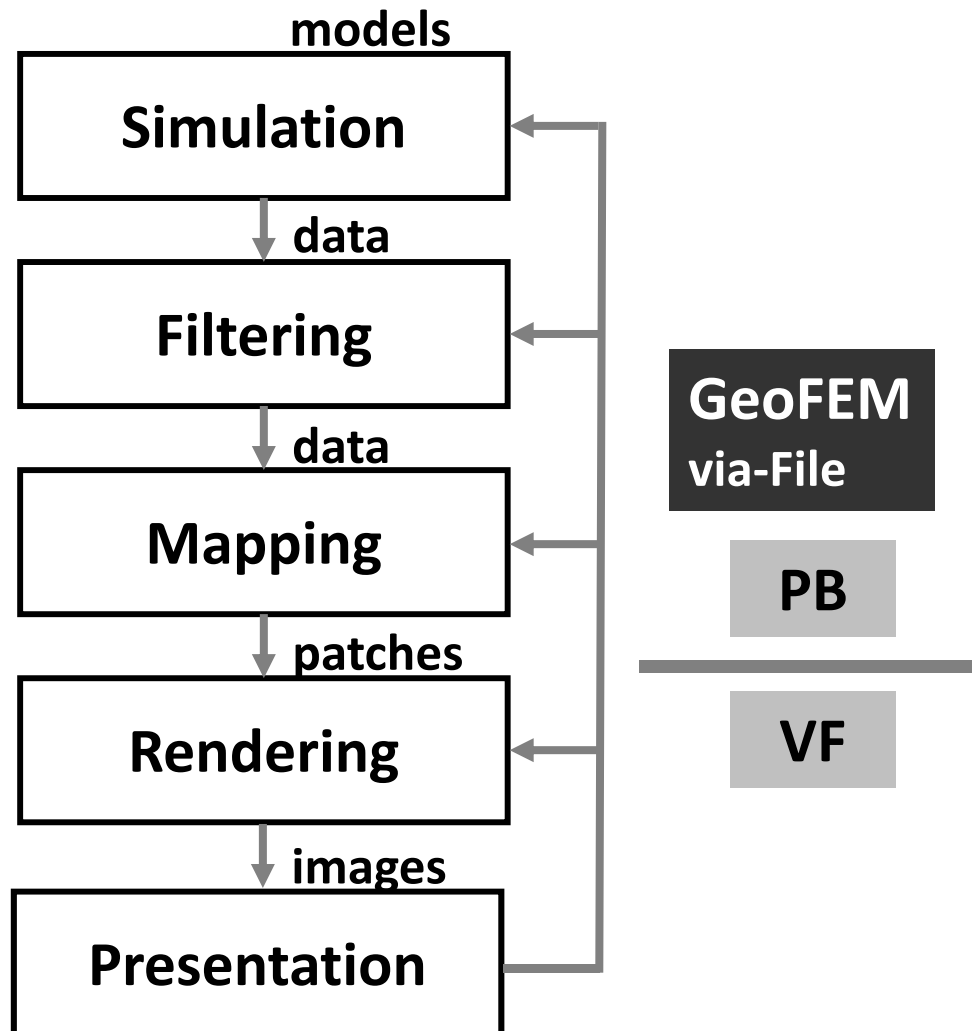 models
Simulation
data
Filtering
data
Mapping
patches
Rendering
images
Presentation
GeoFEM
via-File
PB
VF